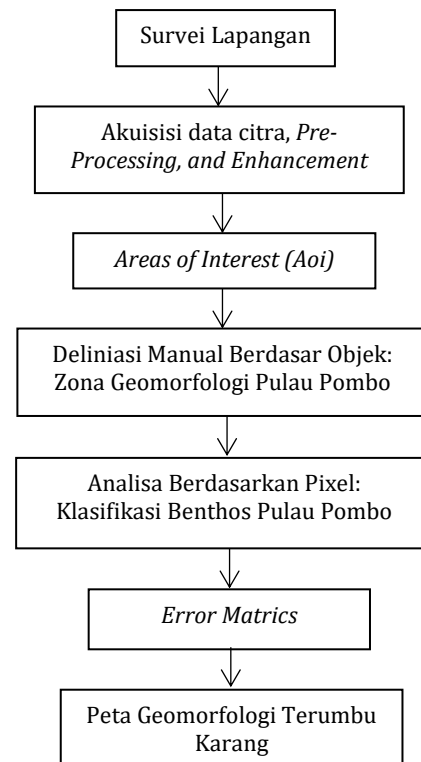 Survei Lapangan
Akuisisi data citra, Pre-
Processing, and Enhancement
Areas of Interest (Aoi)
Deliniasi Manual Berdasar Objek:
Zona Geomorfologi Pulau Pombo
Analisa Berdasarkan Pixel:
Klasifikasi Benthos Pulau Pombo
Error Matrics
Peta Geomorfologi Terumbu
Karang